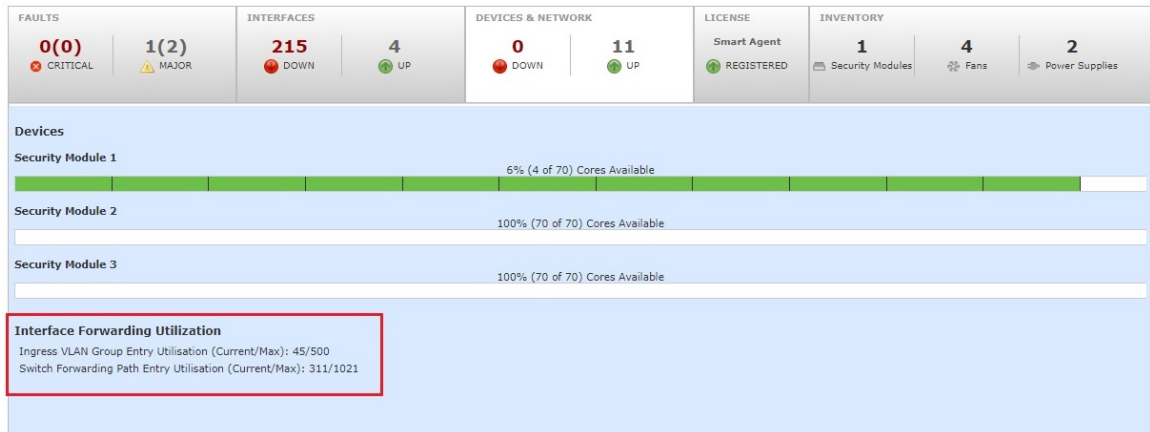 FAULTS
0(0)
CRITICAL
1(2)
MAJOR
INTERFACES
215
DOWN
4
UP
DEVICES & NETWORK
0
DOWN
11
UP
LICENSE
Smart Agent
REGISTERED
INVENTORY
1
Security Modules
4
Fans
2
Power Supplies
Devices
Security Module 1
6% (4 of 70) Cores Available
Security Module 2
100% (70 of 70) Cores Available
Security Module 3
100% (70 of 70) Cores Available
Interface Forwarding Utilization
Ingress VLAN Group Entry Utilisation (Current/Max): 45/500
Switch Forwarding Path Entry Utilisation (Current/Max): 311/1021